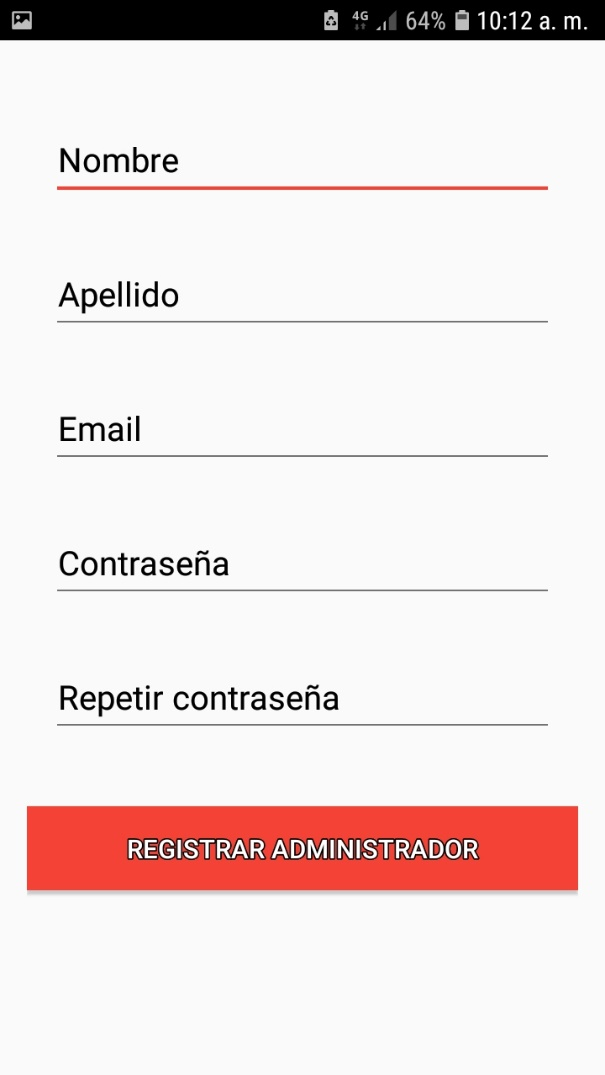 4G 64% 10:12 a. m.
Nombre
Apellido
Email
Contraseña
Repetir contraseña
REGISTRAR ADMINISTRADOR